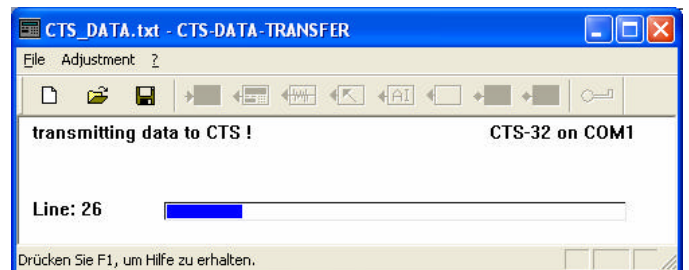 CTS_DATA.txt - CTS-DATA-TRANSFER
File Adjustment ?
AI
transmitting data to CTS ! CTS-32 on COM1
Line: 26
Drücken Sie F1, um Hilfe zu erhalten.